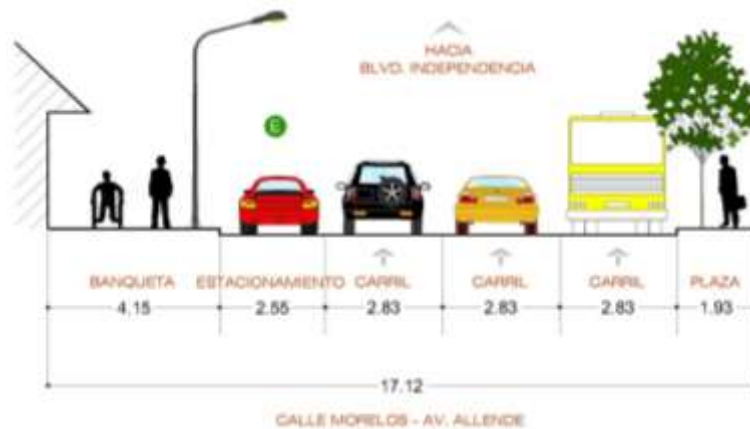 HACIA
BLVD. INDEPENDENCIA
E
BANQUETA ESTACIONAMIENTO CARRIL CARRIL CARRIL PLAZA
4.15 2.55 2.83 2.83 2.83 1.93
17.12
CALLE MORELOS - AV. ALLENDE